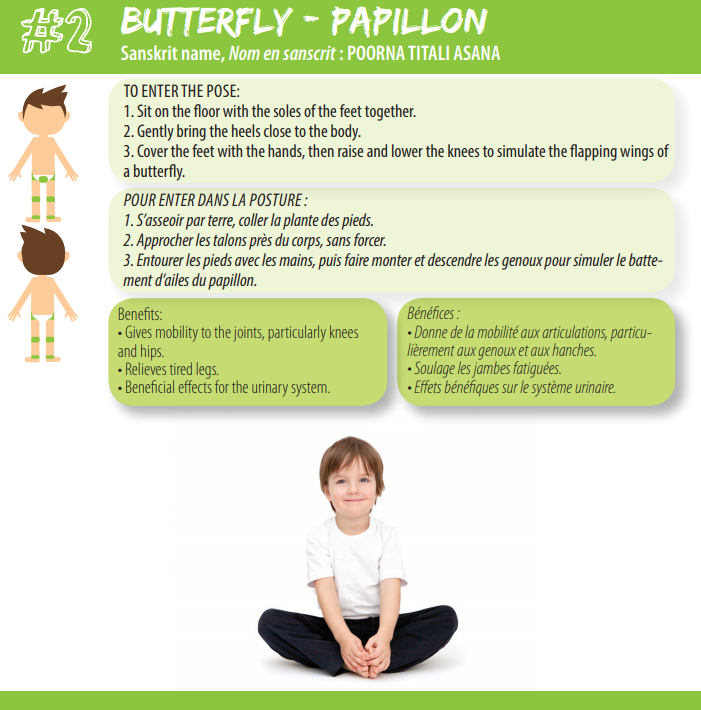 #2
BUTTERFLY - PAPILLON
Sanskrit name, Nom en sanscrit : POORNA TITALI ASANA
TO ENTER THE POSE:
1. Sit on the floor with the soles of the feet together.
2. Gently bring the heels close to the body.
3. Cover the feet with the hands, then raise and lower the knees to simulate the flapping wings of
a butterfly.
POUR ENTER DANS LA POSTURE :
1. S'asseoir par terre, coller la plante des pieds.
2. Approcher les talons près du corps, sans forcer.
3. Entourer les pieds avec les mains, puis faire monter et descendre les genoux pour simuler le batte-
ment d'ailes du papillon.
Benefits:
• Gives mobility to the joints, particularly knees
and hips.
• Relieves tired legs.
• Beneficial effects for the urinary system.
Bénéfices :
• Donne de la mobilité aux articulations, particu-
lièrement aux genoux et aux hanches.
• Soulage les jambes fatiguées.
• Effets bénéfiques sur le système urinaire.